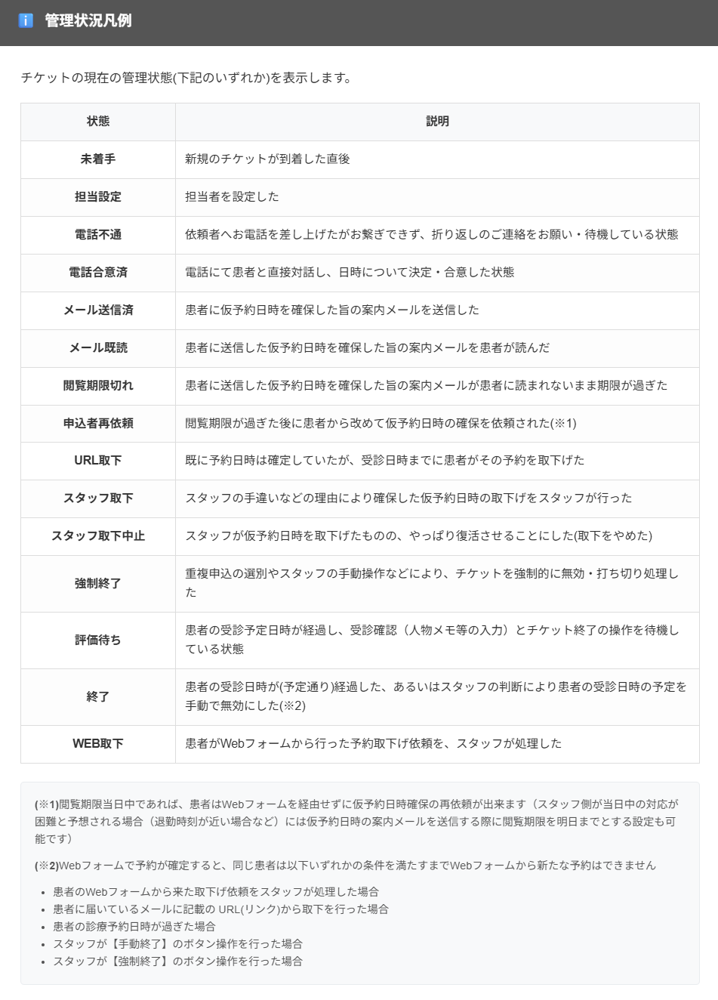 管理状況凡例
チケットの現在の管理状態(下記のいずれか)を表示します。
状態 説明
未着手 新規のチケットが到着した直後
担当設定 担当者を設定した
電話不通 依頼者へお電話を差し上げたがお繋ぎできず、折り返しのご連絡をお願い・待機している状態
電話合意済 電話にて患者と直接対話し、日時について決定・合意した状態
メール送信済 患者に仮予約日時を確保した旨の案内メールを送信した
メール既読 患者に送信した仮予約日時を確保した旨の案内メールを患者が読んだ
閲覧期限切れ 患者に送信した仮予約日時を確保した旨の案内メールが患者に読まれないまま期限が過ぎた
申込者再依頼 閲覧期限が過ぎた後に患者から改めて仮予約日時の確保を依頼された(※1)
URL取下 既に予約日時は確定していたが、受診日時までに患者がその予約を取下げた
スタッフ取下 スタッフの手違いなどの理由により確保した仮予約日時の取下げをスタッフが行った
スタッフ取下中止 スタッフが仮予約日時を取下げたものの、やっぱり復活させることにした(取下をやめた)
強制終了 重複申込の選別やスタッフの手動操作などにより、チケットを強制的に無効・打ち切り処理し
た
評価待ち 患者の受診予定日時が経過し、受診確認（人物メモ等の入力）とチケット終了の操作を待機し
ている状態
終了 患者の受診日時が(予定通り)経過した、あるいはスタッフの判断により患者の受診日時の予定を
手動で無効にした(※2)
WEB取下 患者がWebフォームから行った予約取下げ依頼を、スタッフが処理した
(※1)閲覧期限当日中であれば、患者はWebフォームを経由せずに仮予約日時確保の再依頼が出来ます（スタッフ側が当日中の対応が
困難と予想される場合（退勤時刻が近い場合など）には仮予約日時の案内メールを送信する際に閲覧期限を明日までとする設定も可
能です）
(※2)Webフォームで予約が確定すると、同じ患者は以下いずれかの条件を満たすまでWebフォームから新たな予約はできません
• 患者のWebフォームから来た取下げ依頼をスタッフが処理した場合
• 患者に届いているメールに記載の URL(リンク)から取下を行った場合
• 患者の診療予約日時が過ぎた場合
• スタッフが【手動終了】のボタン操作を行った場合
• スタッフが【強制終了】のボタン操作を行った場合